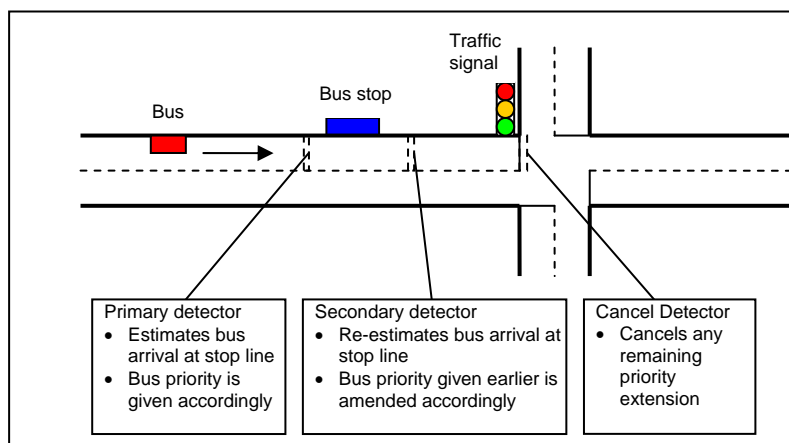 Traffic
signal
Bus stop
Bus
Primary detector
• Estimates bus
arrival at stop line
• Bus priority is
given accordingly
Secondary detector
• Re-estimates bus arrival at
stop line
• Bus priority given earlier is
amended accordingly
Cancel Detector
• Cancels any
remaining
priority
extension